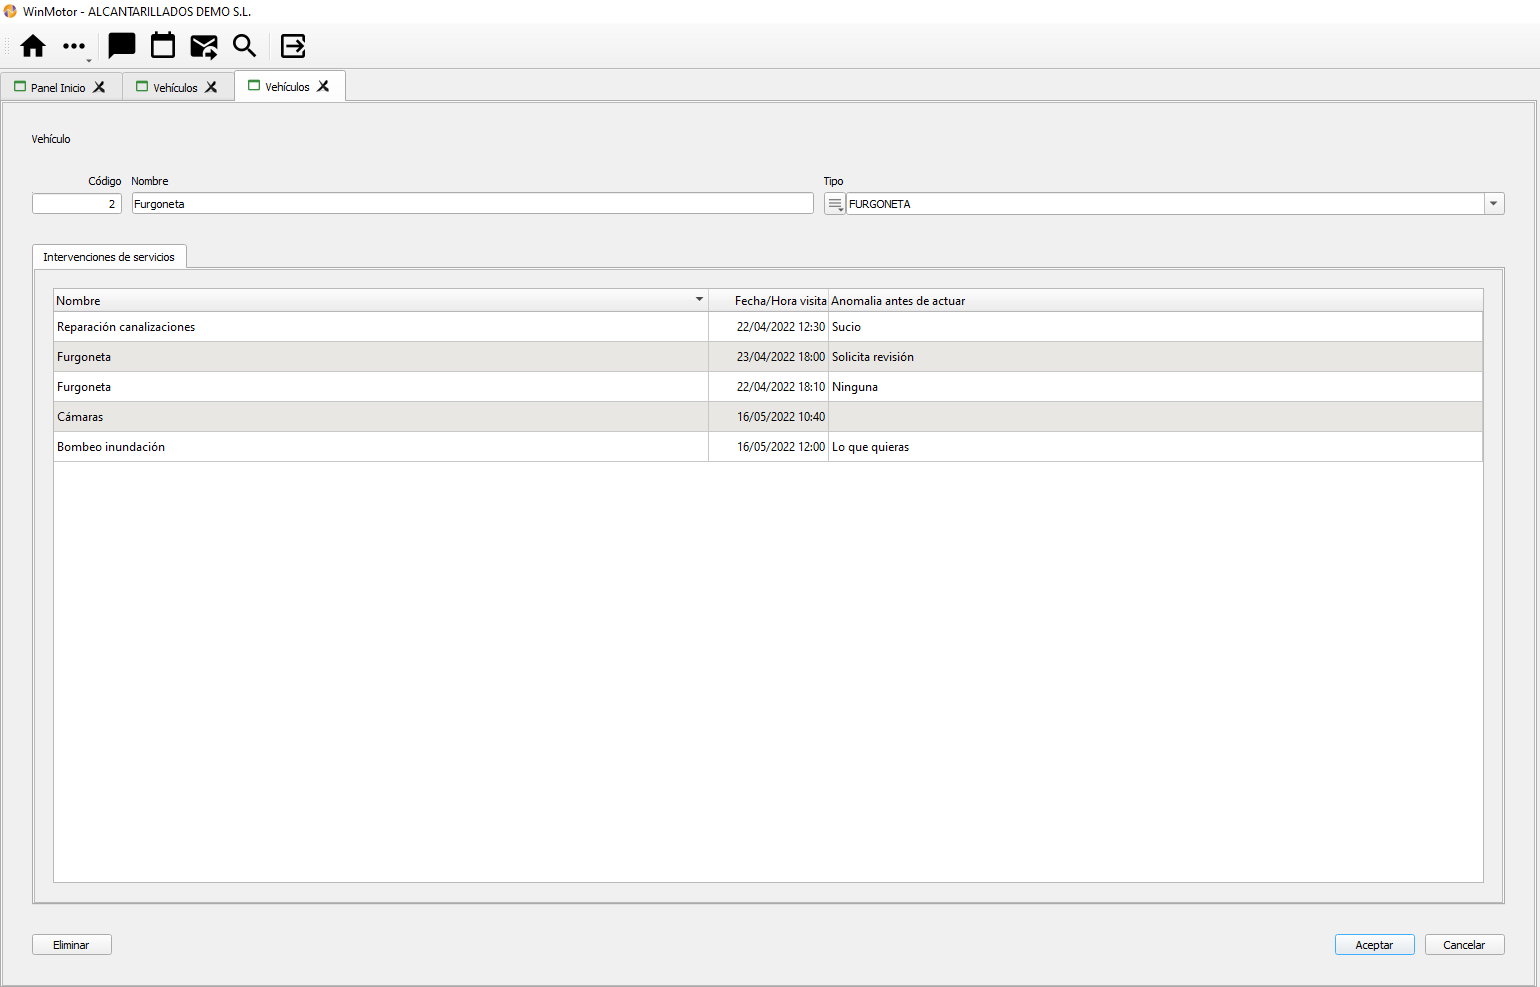 WinMotor - ALCANTARILLADOS DEMO S.L.
Panel Inicio
Vehículos
Vehículos
Vehículo
Código
Nombre
Tipo
2
Furgoneta
FURGONETA
Intervenciones de servicios
Nombre Fecha/Hora visita Anomalia antes de actuar
Reparación canalizaciones 22/04/2022 12:30 Sucio
Furgoneta 23/04/2022 18:00 Solicita revisión
Furgoneta 22/04/2022 18:10 Ninguna
Cámaras 16/05/2022 10:40
Bombeo inundación 16/05/2022 12:00 Lo que quieras
Eliminar
Aceptar
Cancelar